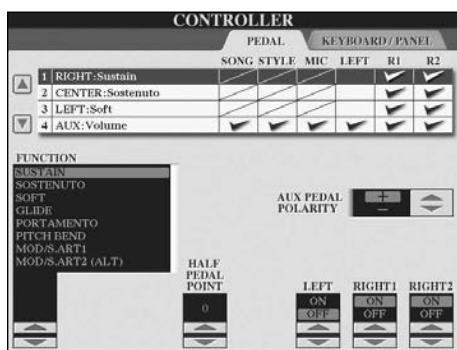 CONTROLLER
PEDAL KEYBOARD/PANEL
SONG STYLE MIC LEFT R1 R2
1 RIGHT:Sustain
2 CENTER:Sostenuto
3 LEFT:Soft
4 AUX:Volume
FUNCTION
SUSTAIN
SOSTENUTO
SOFT
GLIDE
PORTAMENTO
PITCH BEND
MOD/S.ART1
MOD/S.ART2 (ALT)
AUX PEDAL
POLARITY
+
−
HALF
PEDAL
POINT
0
LEFT RIGHT1 RIGHT2
ON ON ON
OFF OFF OFF